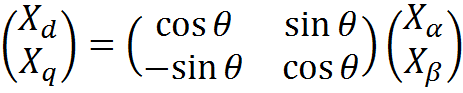 (X_d X_q) = (cos θ sin θ −sin θ cos θ) (X_α X_β)